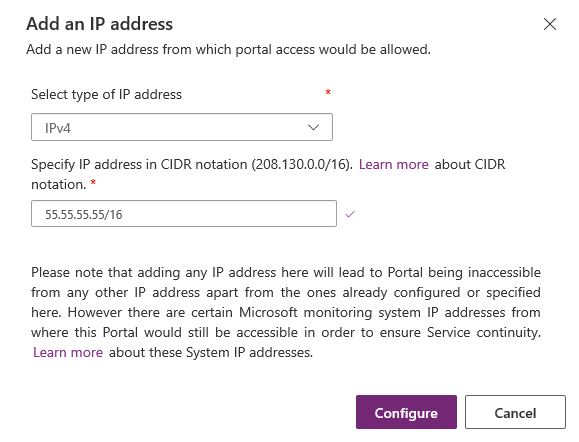 Add an IP address
Add a new IP address from which portal access would be allowed.
Select type of IP address *
IPv4
Specify IP address in CIDR notation (208.130.0.0/16). Learn more about CIDR
notation. *
55.55.55.55/16
Please note that adding any IP address here will lead to Portal being inaccessible
from any other IP address apart from the ones already configured or specified
here. However there are certain Microsoft monitoring system IP addresses from
where this Portal would still be accessible in order to ensure Service continuity.
Learn more about these System IP addresses.
Configure Cancel